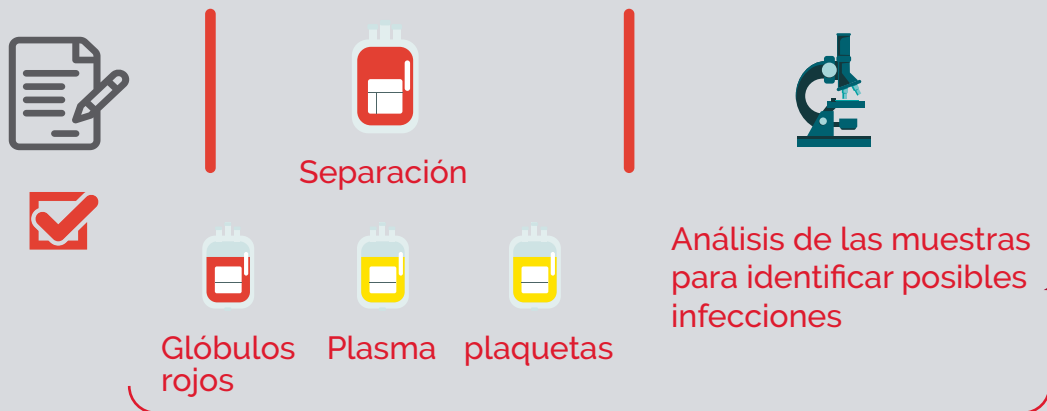 Separación
Glóbulos
rojos
Plasma
plaquetas
Análisis de las muestras
para identificar posibles
infecciones